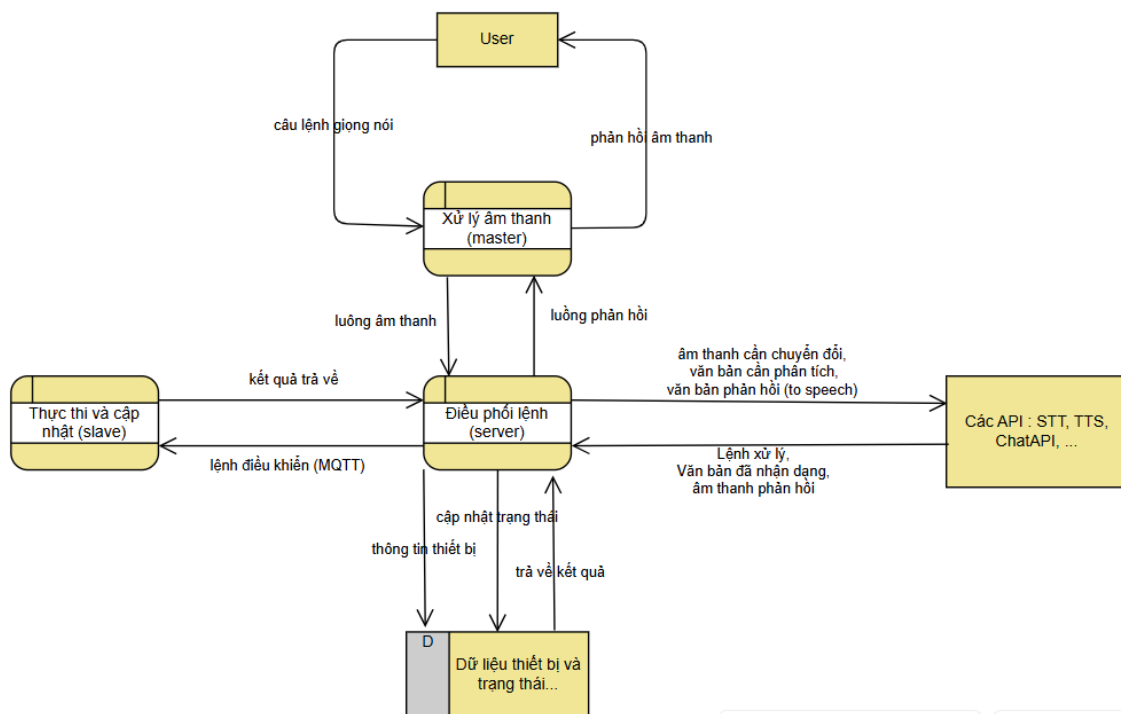 User
câu lệnh giọng nói
phản hồi âm thanh
Xử lý âm thanh
(master)
luông âm thanh
luồng phản hồi
âm thanh cần chuyển đổi,
văn bản cần phân tích,
văn bản phản hồi (to speech)
kết quả trả về
Thực thi và cập
nhật (slave)
Điều phối lệnh
(server)
Các API : STT, TTS,
ChatAPI, ...
lệnh điều khiển (MQTT)
Lệnh xử lý,
Văn bản đã nhận dạng,
âm thanh phản hồi
cập nhật trạng thái
thông tin thiết bị
trả về kết quả
D
Dữ liệu thiết bị và
trạng thái...